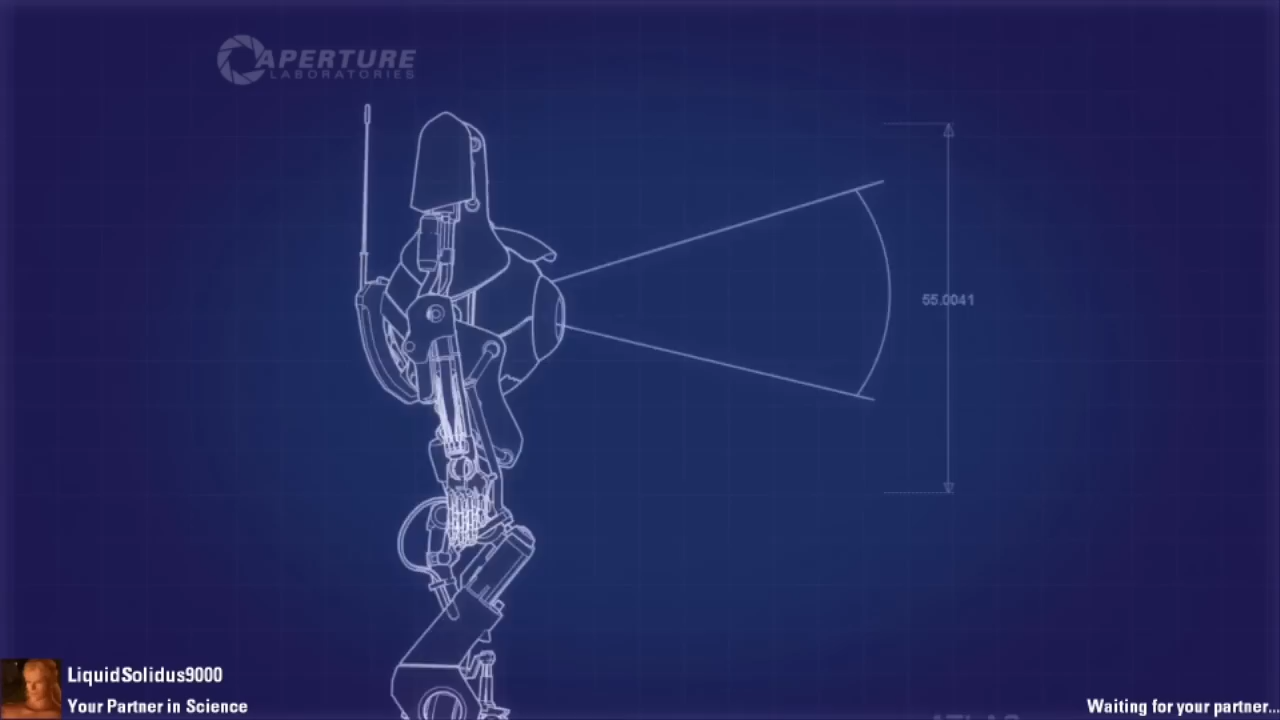 APERTURE
LABORATORIES
55.0041
LiquidSolidus9000
Your Partner in Science
Waiting for your partner...